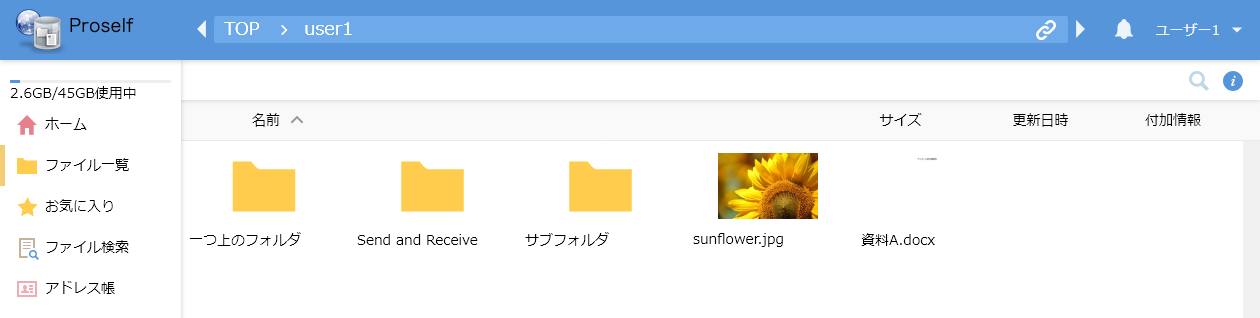 Proself
TOP > user1
ユーザー1
2.6GB/45GB使用中
ホーム
ファイル一覧
お気に入り
ファイル検索
アドレス帳
名前 サイズ 更新日時 付加情報
一つ上のフォルダ Send and Receive サブフォルダ sunflower.jpg 資料A.docx